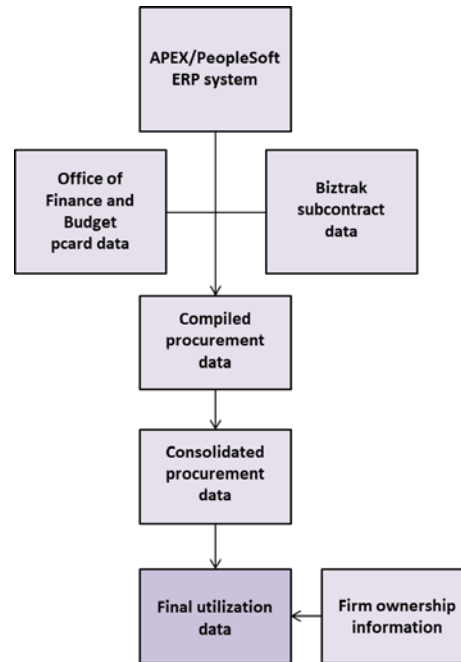 APEX/PeopleSoft
ERP system
Office of
Finance and
Budget
pcard data
Biztrak
subcontract
data
Compiled
procurement
data
Consolidated
procurement
data
Final utilization
data
Firm ownership
information